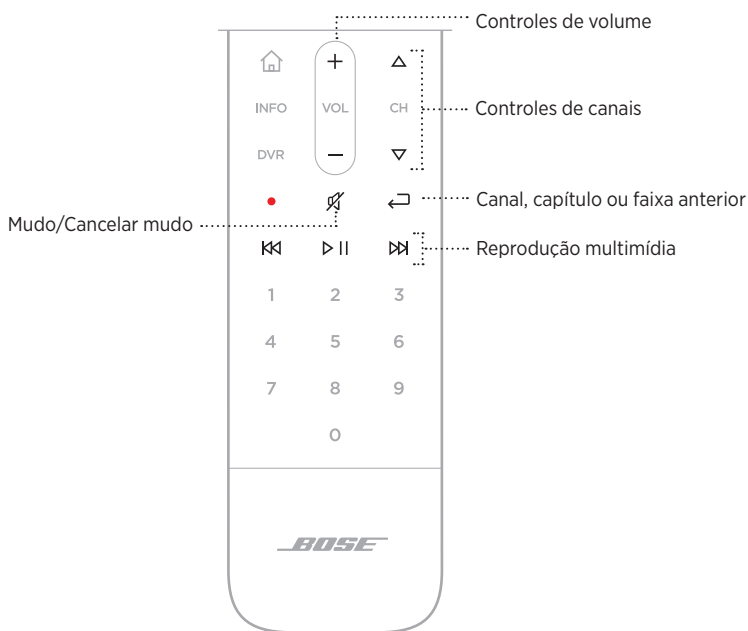 Controles de volume
+
INFO VOL CH
Controles de canais
DVR −
Canal, capítulo ou faixa anterior
Mudo/Cancelar mudo
Reprodução multimídia
1 2 3
4 5 6
7 8 9
0
BOSE